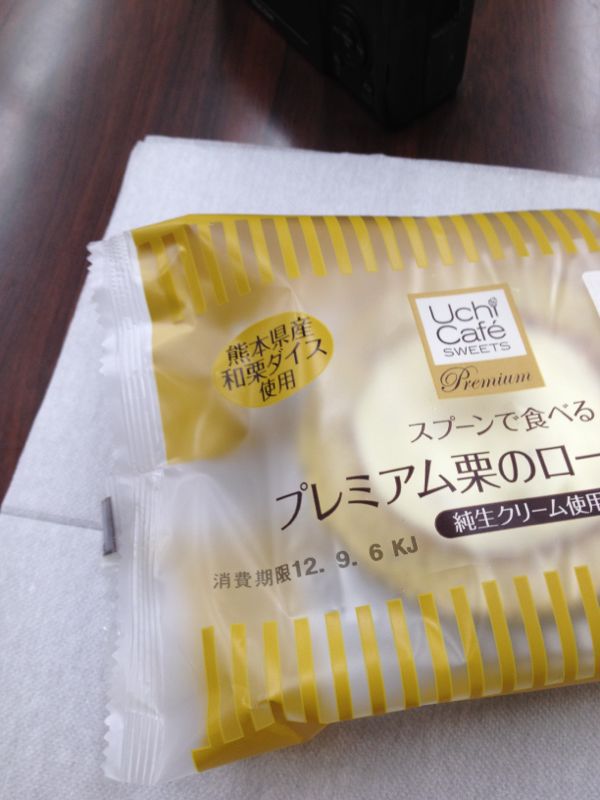 熊本県産
和栗ダイス
使用
Uchi
Café
SWEETS
Premium
スプーンで食べる
プレミアム栗のロー
純生クリーム使用
消費期限12. 9. 6 KJ